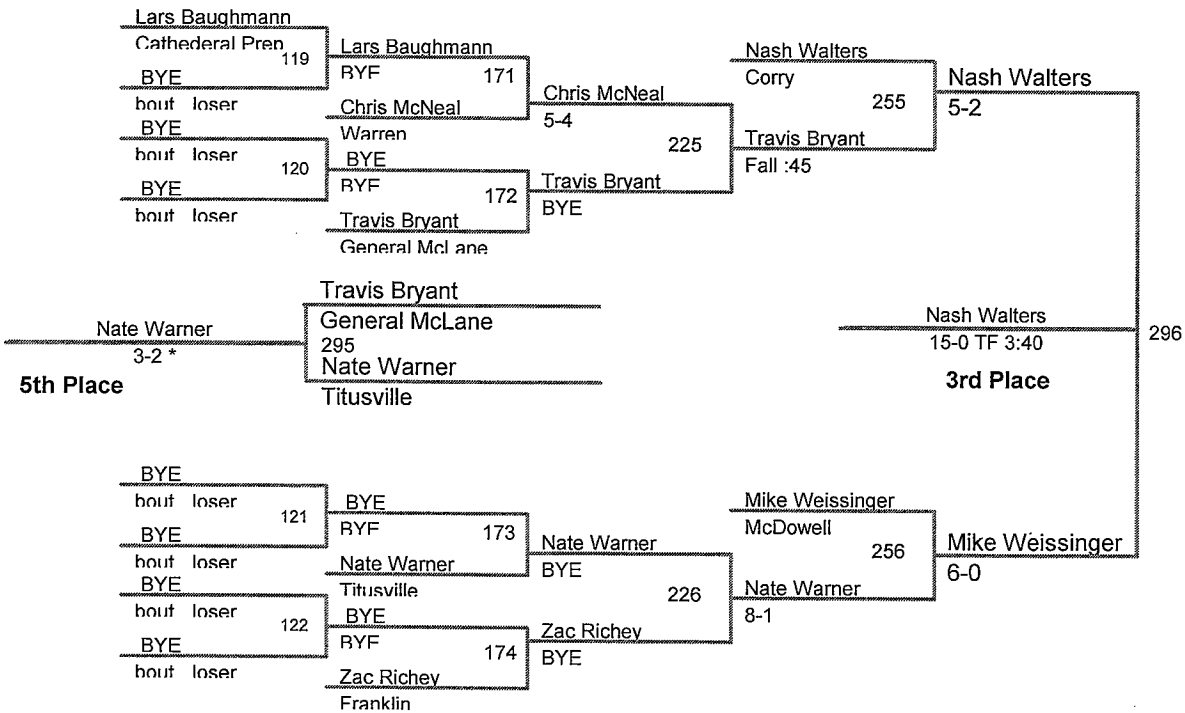 Lars Baughmann
Cathederal Prep
119
BYE
bout loser
BYE
bout loser
120
BYE
bout loser
Lars Baughmann
BYE
171
Chris McNeal
Warren
BYE
BYE
172
Travis Bryant
General McLane
Chris McNeal
5-4
225
Travis Bryant
BYE
Nash Walters
Corry
255
Travis Bryant
Fall :45
Nash Walters
5-2
Travis Bryant
General McLane
295
Nate Warner
Titusville
Nate Warner
3-2 *
5th Place
Nash Walters
15-0 TF 3:40
3rd Place
296
BYE
bout loser
121
BYE
bout loser
BYE
bout loser
122
BYE
bout loser
BYE
BYE
173
Nate Warner
Titusville
BYE
BYE
174
Zac Richey
Franklin
Nate Warner
BYE
226
Zac Richey
BYE
Mike Weissinger
McDowell
256
Nate Warner
8-1
Mike Weissinger
6-0